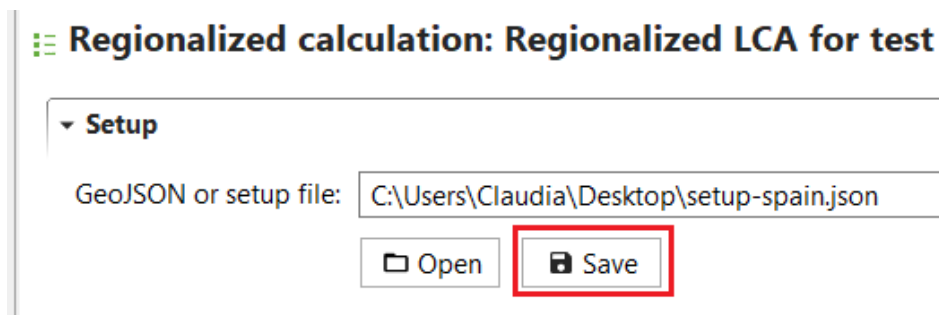 Regionalized calculation: Regionalized LCA for test
Setup
GeoJSON or setup file: C:\Users\Claudia\Desktop\setup-spain.json
Open Save